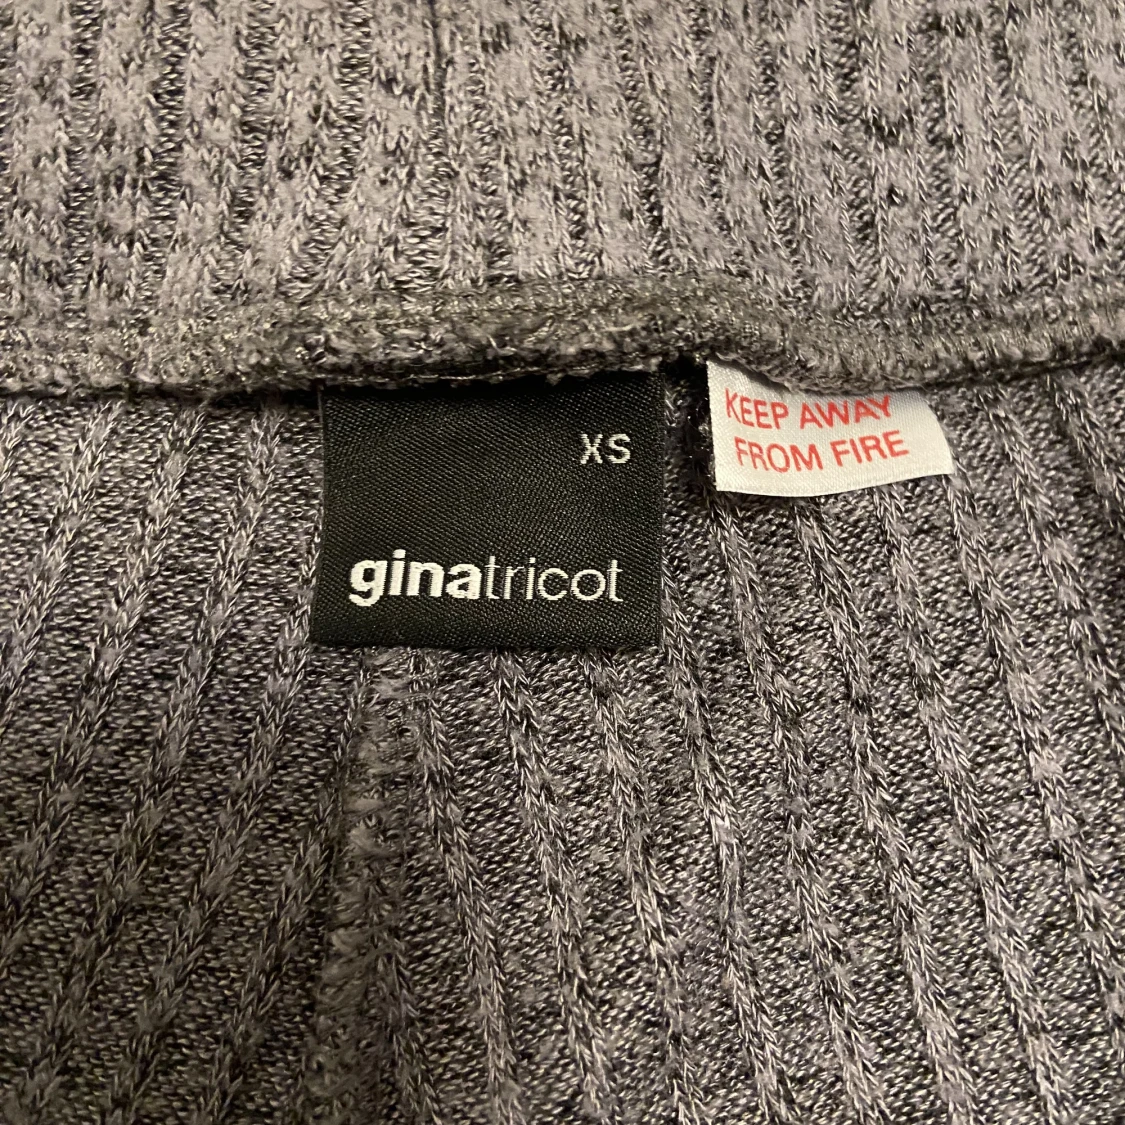 XS
ginatricot
KEEP AWAY
FROM FIRE